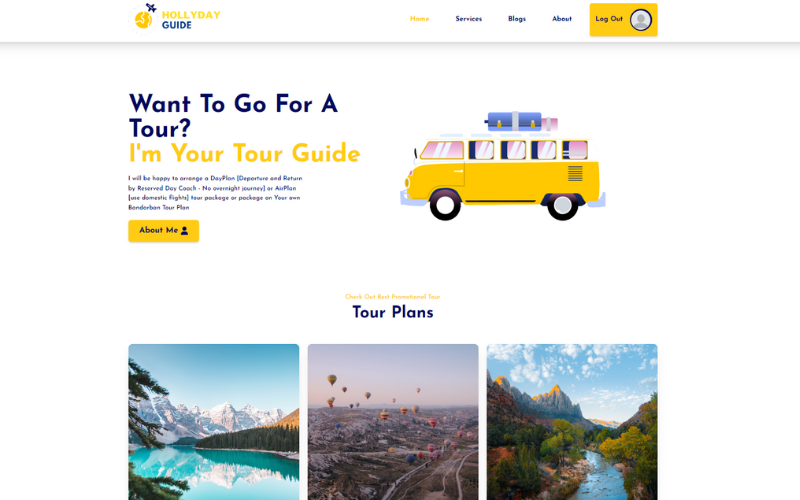 HOLLYDAY
GUIDE
Home
Services
Blogs
About
Log Out
Want To Go For A
Tour?
I'm Your Tour Guide
I will be happy to arrange a DayPlan [Departure and Return
by Reserved Day Coach - No overnight journey] or AirPlan
[use domestic flights] tour package or package on Your own
Bandarban Tour Plan
About Me
Check Out Best Promotional Tour
Tour Plans